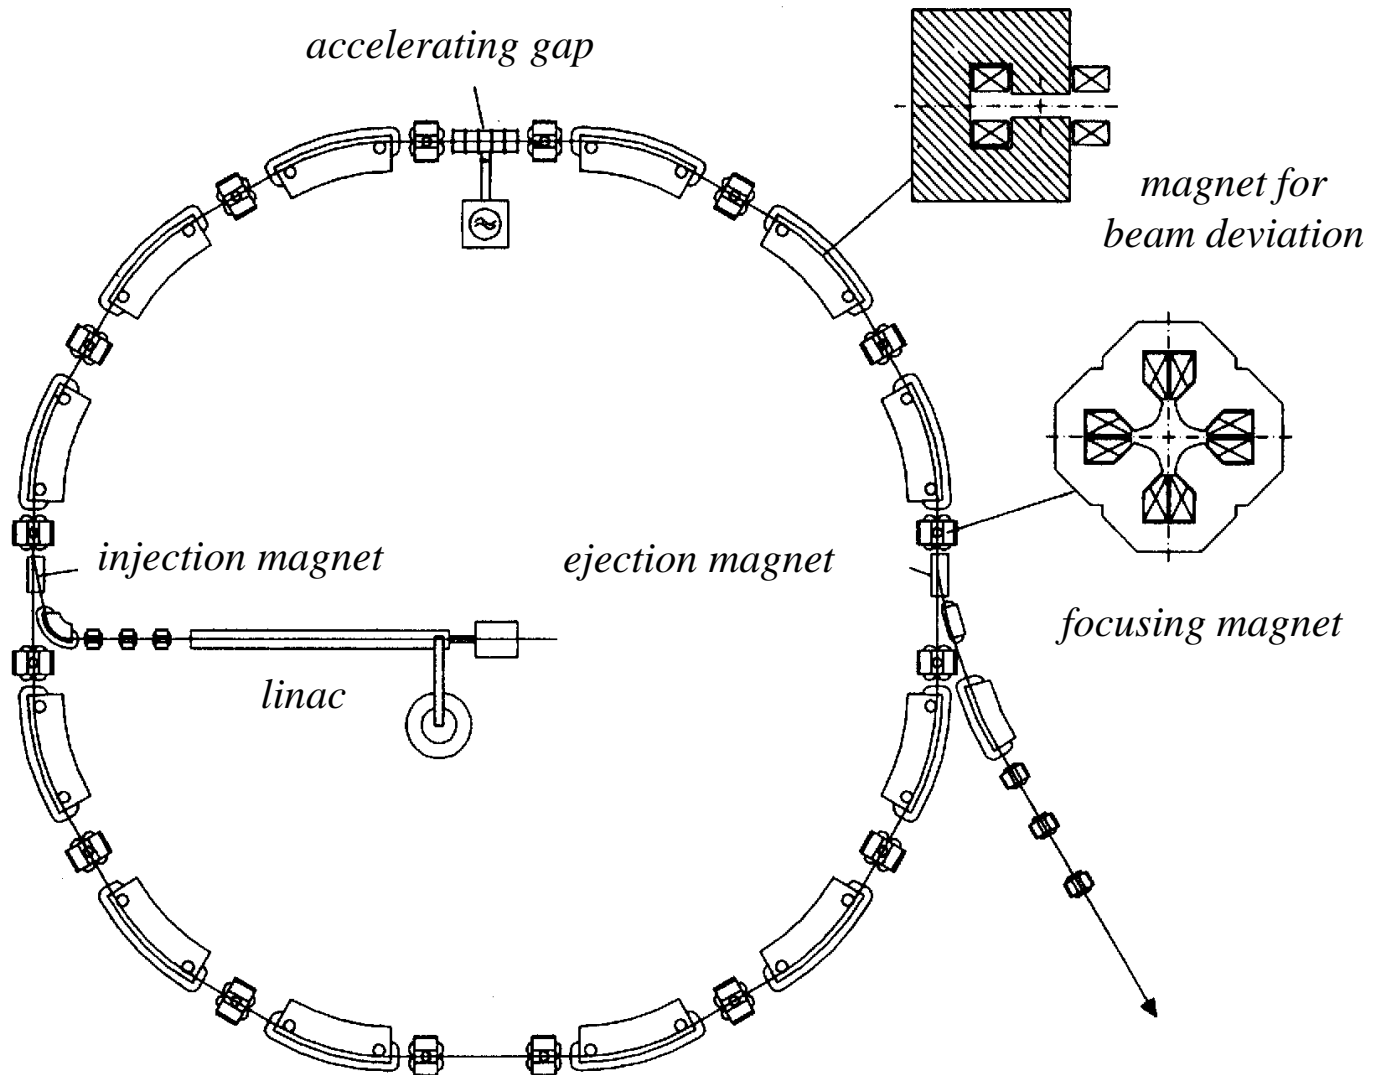 accelerating gap
magnet for
beam deviation
injection magnet
ejection magnet
focusing magnet
linac